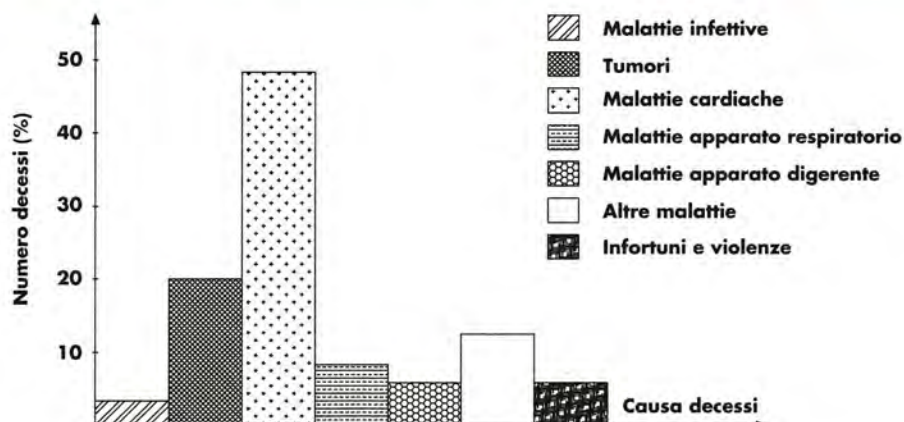 Numero decessi (%)
50
40
30
20
10
Malattie infettive
Tumori
Malattie cardiache
Malattie apparato respiratorio
Malattie apparato digerente
Altre malattie
Infortuni e violenze
Causa decessi